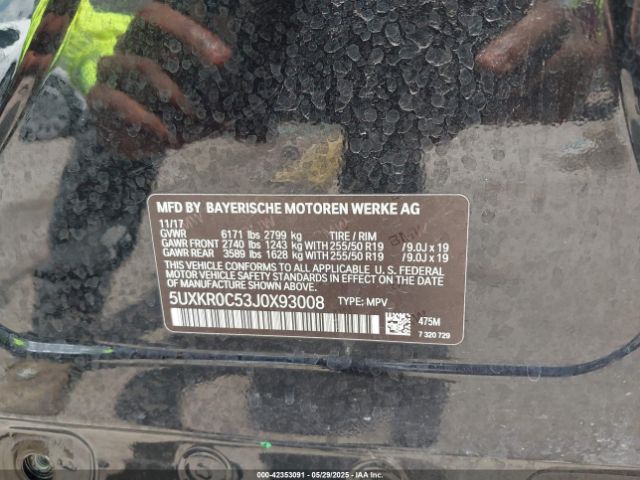 MFD BY BAYERISCHE MOTOREN WERKE AG
11/17
GVWR 6171 lbs 2799 kg TIRE / RIM
GAWR FRONT 2740 lbs 1243 kg WITH 255/50 R19 /9.0J x 19
GAWR REAR 3589 lbs 1628 kg WITH 255/50 R19 /9.0J x 19
THIS VEHICLE CONFORMS TO ALL APPLICABLE U.S. FEDERAL
MOTOR VEHICLE SAFETY STANDARDS IN EFFECT ON THE
DATE OF MANUFACTURE SHOWN ABOVE.
5UXKR0C53J0X93008 TYPE: MPV
475M
7 320 729
000-42353091 05/29/2025 IAA Inc.